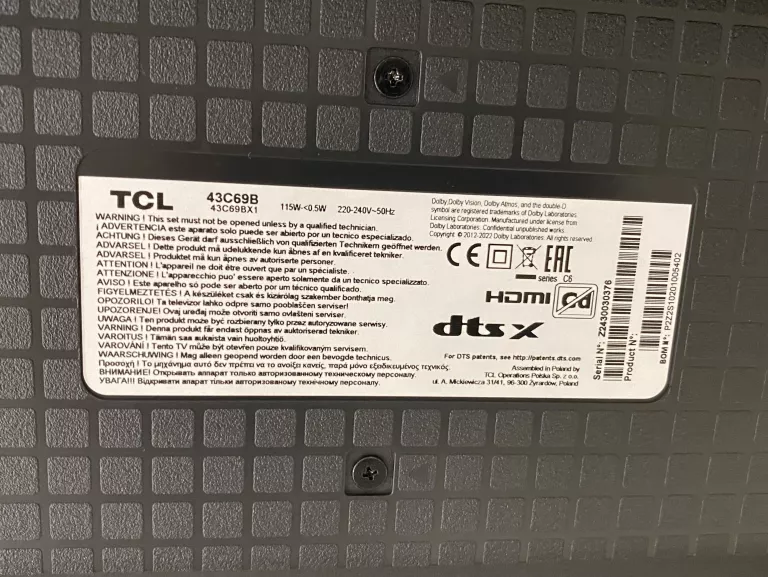 TCL 43C69B
43C69BX1 115W~<0.5W 220-240V~50Hz
WARNING ! This set must not be opened unless by a qualified technician.
¡ ADVERTENCIA este aparato solo puede ser abierto por un técnico especializado.
ACHTUNG ! Dieses Gerät darf ausschließlich von qualifizierten Technikern geöffnet werden.
ADVARSEL ! Dette produkt må udelukkende kun åbnes af en kvalificeret tekniker.
ADVARSEL ! Produktet må kun åpnes av autoriserte personer.
ATTENTION ! L'appareil ne doit être ouvert que par un spécialiste.
ATTENZIONE ! L'apparecchio puo' essere aperto solamente da un tecnico qualificato.
AVISO ! Este aparelho só pode ser aberto por um técnico qualificado.
FIGYELMEZTETÉS ! A készüléket csak és kizárólag szakember bonthatja meg.
OPOZORILO! Ta televizor lahko odpre samo pooblaščen serviser!
UPOZORENJE! Ovaj uređaj može otvoriti samo ovlašteni serviser.
UWAGA ! Ten produkt może być rozbierany tylko przez autoryzowane serwisy.
VARNING ! Denna produkt får endast öppnas av auktoriserad tekniker.
VAROITUS ! Tämän saa aukaista vain huoltoyhtiö.
VAROVÁNÍ ! Tento TV může být otevřen pouze kvalifikovaným servisem.
WAARSCHUWING ! Mag alleen geopend worden door een bevoegde technicus.
Προσοχή ! Το μηχάνημα αυτό δεν πρέπει να το ανοίξει κανείς, παρά μόνο εξειδικευμένος τεχνικός.
ВНИМАНИЕ! Открывать аппарат только авторизованному техническому персоналу.
УВАГА!!! Відкривати апарат тільки авторизованому технічному персоналу.
Dolby, Dolby Vision, Dolby Atmos, and the double-D
symbol are registered trademarks of Dolby Laboratories
Licensing Corporation. Manufactured under license from
Dolby Laboratories. Confidential unpublished works.
Copyright © 2012-2022 Dolby Laboratories. All rights reserved
CE EAC
series C6
HDMI
dts X
For DTS patents, see http://patents.dts.com
Assembled in Poland by
TCL Operations Polska Sp. z o.o.
ul. A. Mickiewicza 31/41, 96-300 Żyrardów, Poland
Serial N°: Z2430030376
Product N°:
BOM #: P2Z2S10Z01005402